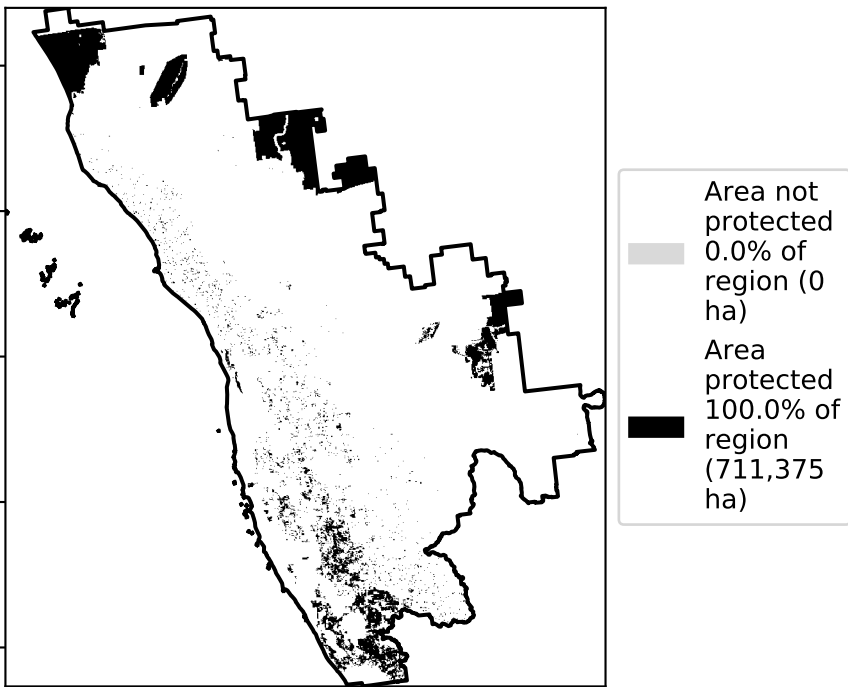 Area not
protected
0.0% of
region (0
ha)
Area
protected
100.0% of
region
(711,375
ha)